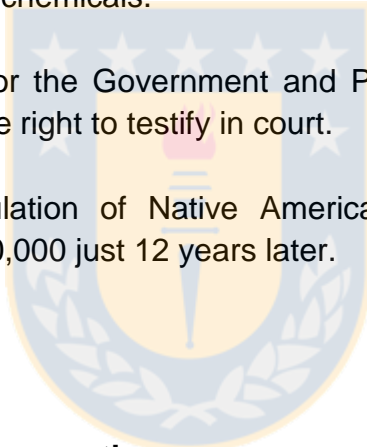 chemicals.
or the Government and P
e right to testify in court.
ulation of Native America
0,000 just 12 years later.